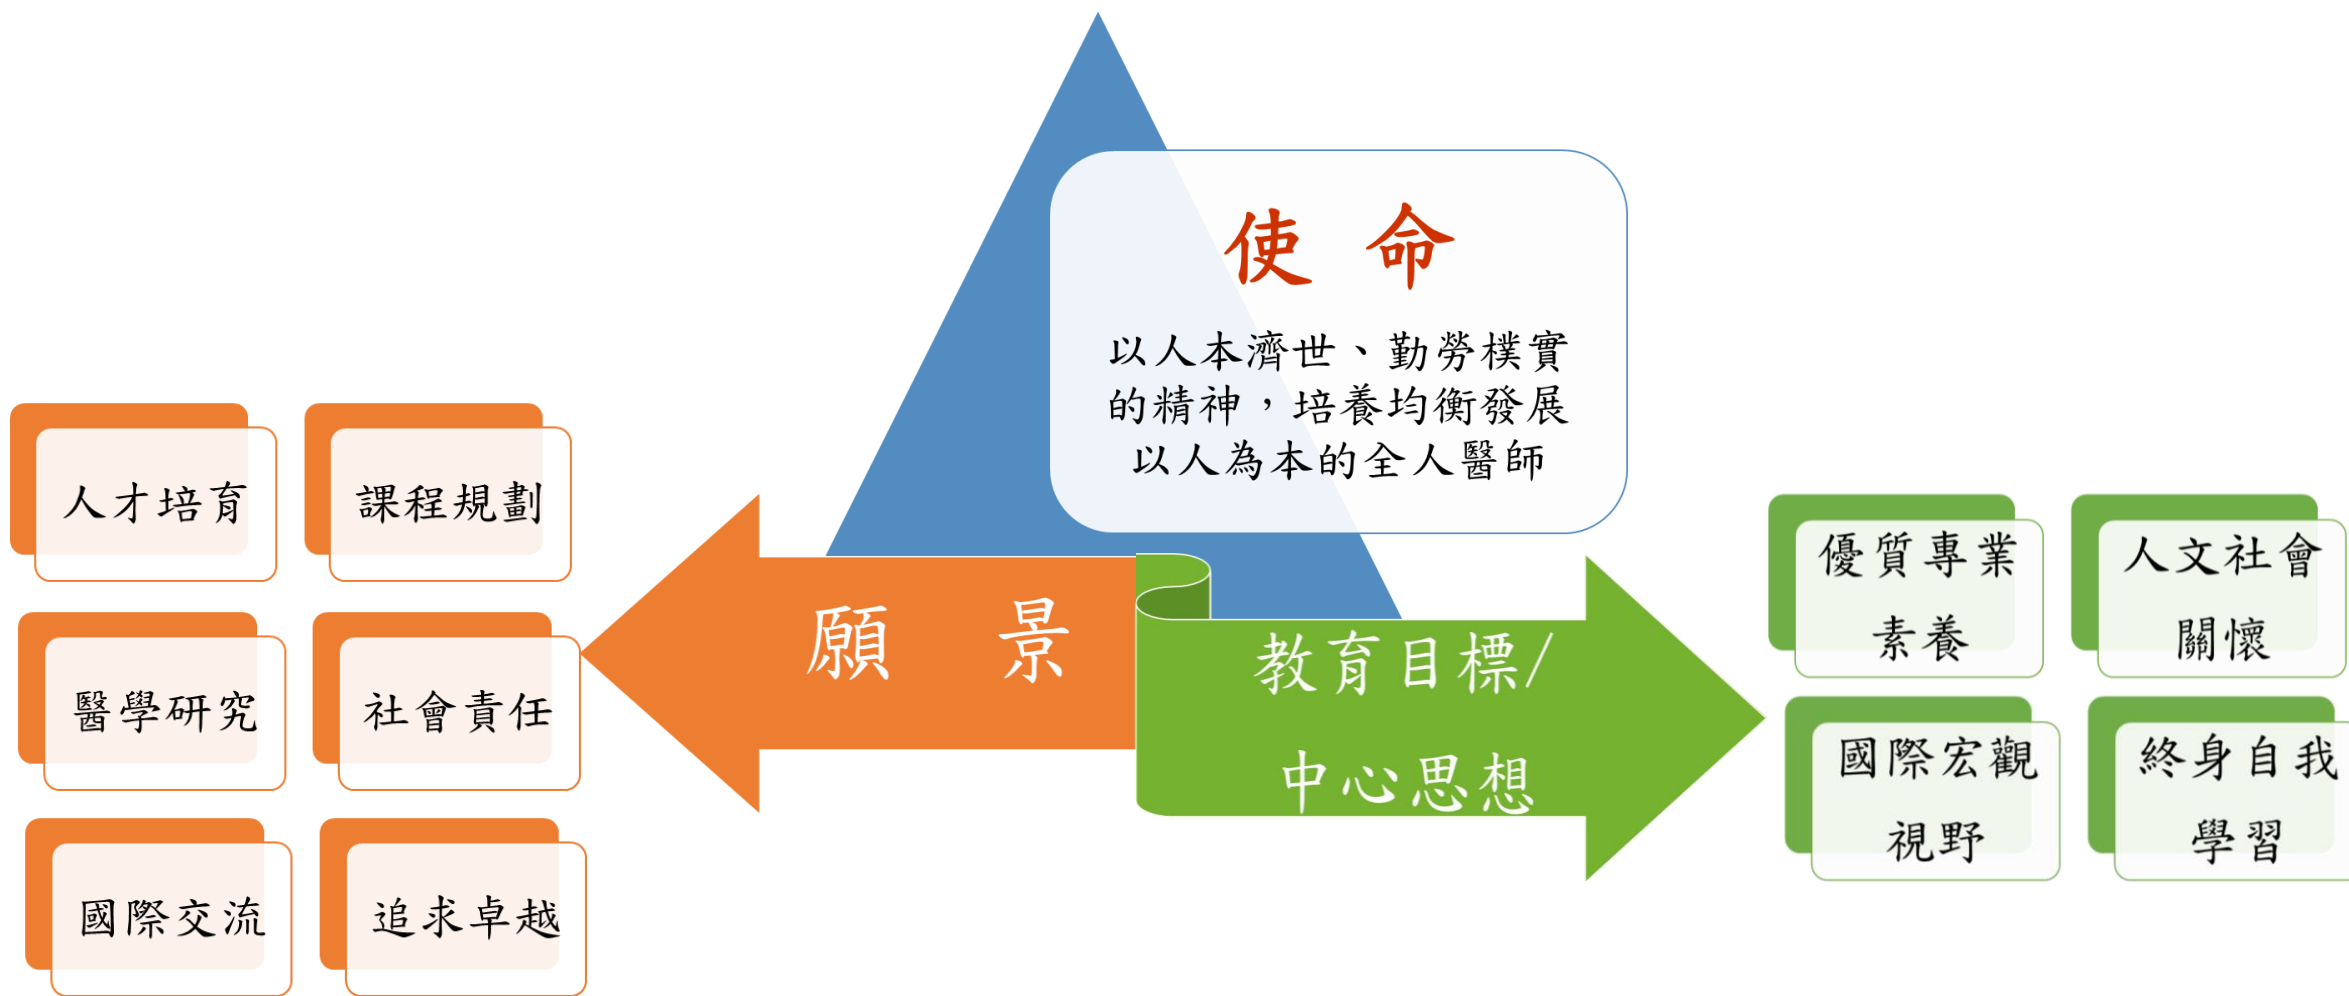 使 命
以人本濟世、勤勞樸實
的精神，培養均衡發展
以人為本的全人醫師
願 景
人才培育
課程規劃
醫學研究
社會責任
國際交流
追求卓越
教育目標/
中心思想
優質專業
素養
人文社會
關懷
國際宏觀
視野
終身自我
學習